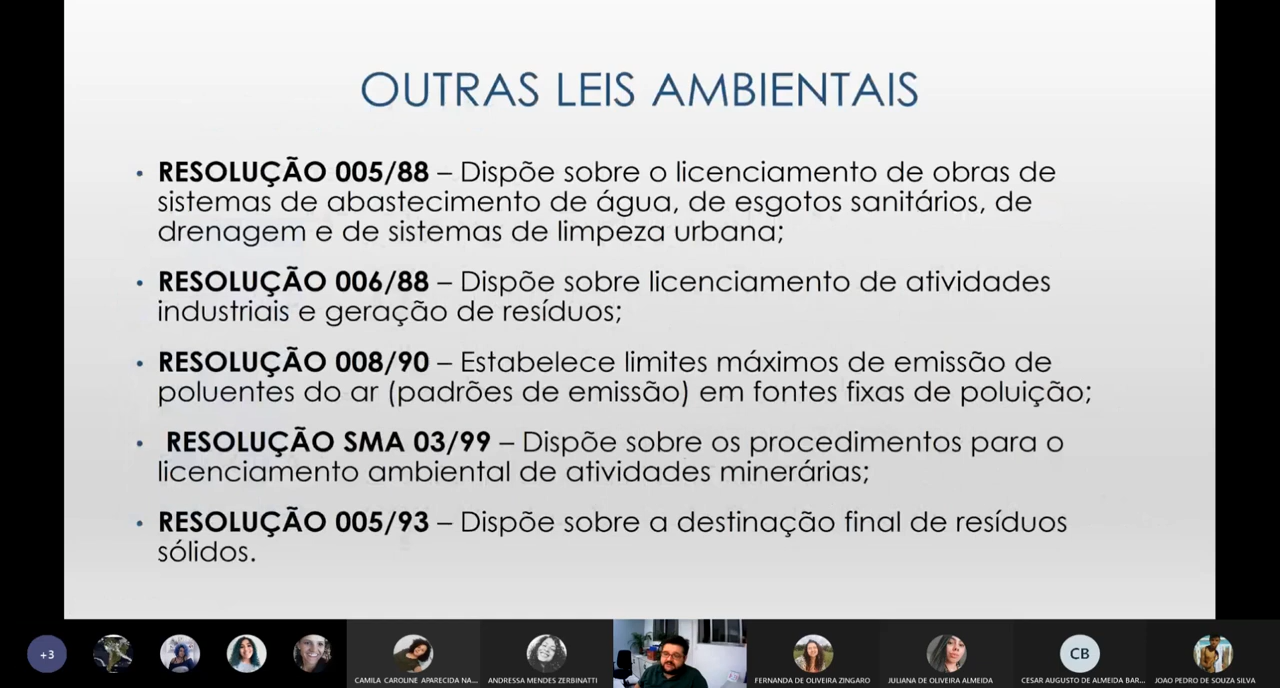 OUTRAS LEIS AMBIENTAIS
• RESOLUÇÃO 005/88 – Dispõe sobre o licenciamento de obras de
sistemas de abastecimento de água, de esgotos sanitários, de
drenagem e de sistemas de limpeza urbana;
• RESOLUÇÃO 006/88 – Dispõe sobre licenciamento de atividades
industriais e geração de resíduos;
• RESOLUÇÃO 008/90 – Estabelece limites máximos de emissão de
poluentes do ar (padrões de emissão) em fontes fixas de poluição;
• RESOLUÇÃO SMA 03/99 – Dispõe sobre os procedimentos para o
licenciamento ambiental de atividades minerárias;
• RESOLUÇÃO 005/93 – Dispõe sobre a destinação final de resíduos
sólidos.
+3
CB
CAMILA CAROLINE APARECIDA NA...
ANDRESSA MENDES ZERBINATTI
FERNANDA DE OLIVEIRA ZINGARO
JULIANA DE OLIVEIRA ALMEIDA
CESAR AUGUSTO DE ALMEIDA BAR...
JOAO PEDRO DE SOUZA SILVA